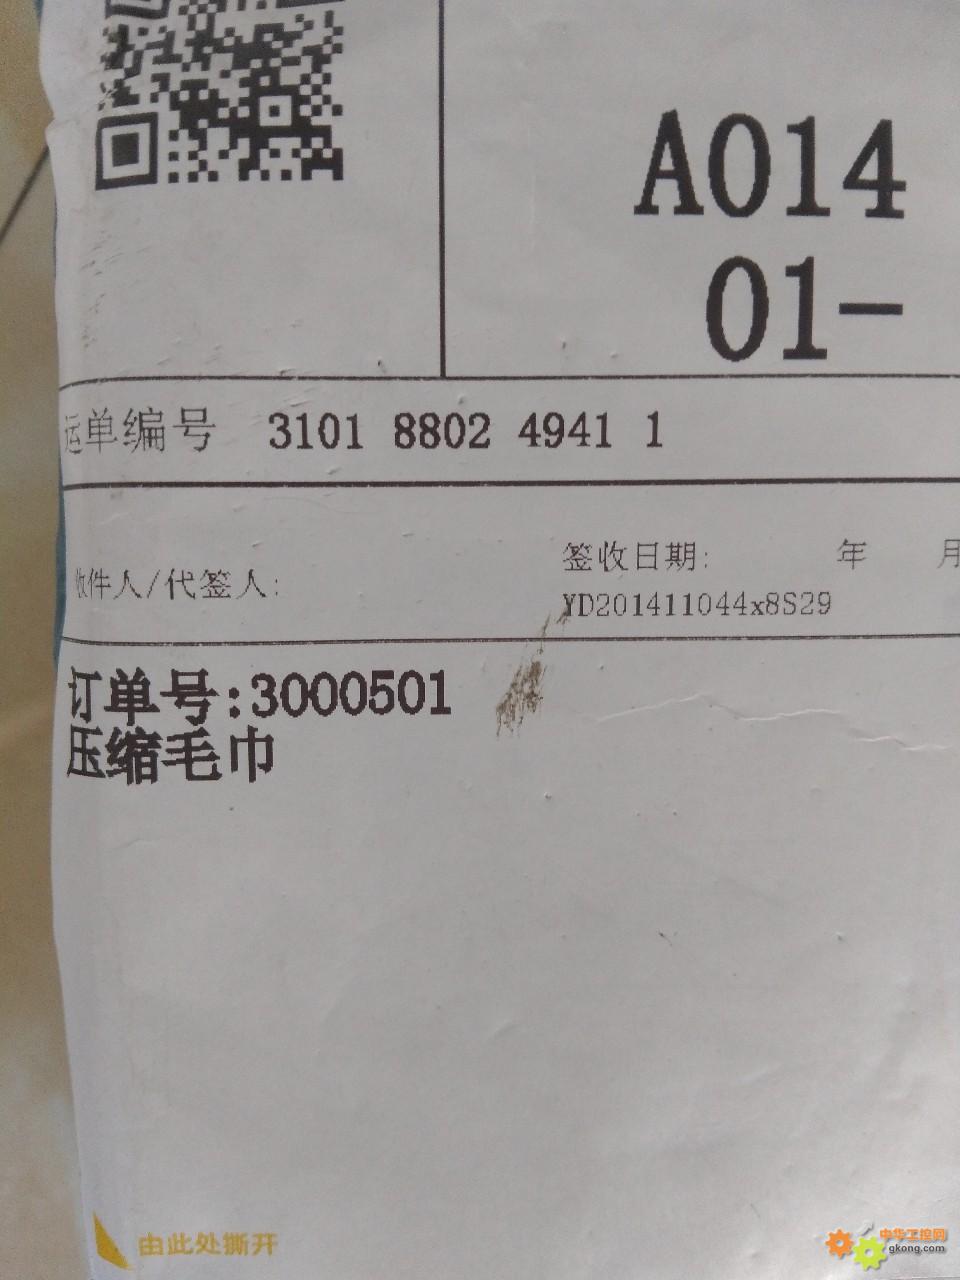 A014
01-
运单编号 3101 8802 4941 1
签收日期: 年 月
收件人/代签人:
YD201411044x8S29
订单号:3000501
压缩毛巾
由此处撕开
中华工控网
gkong.com